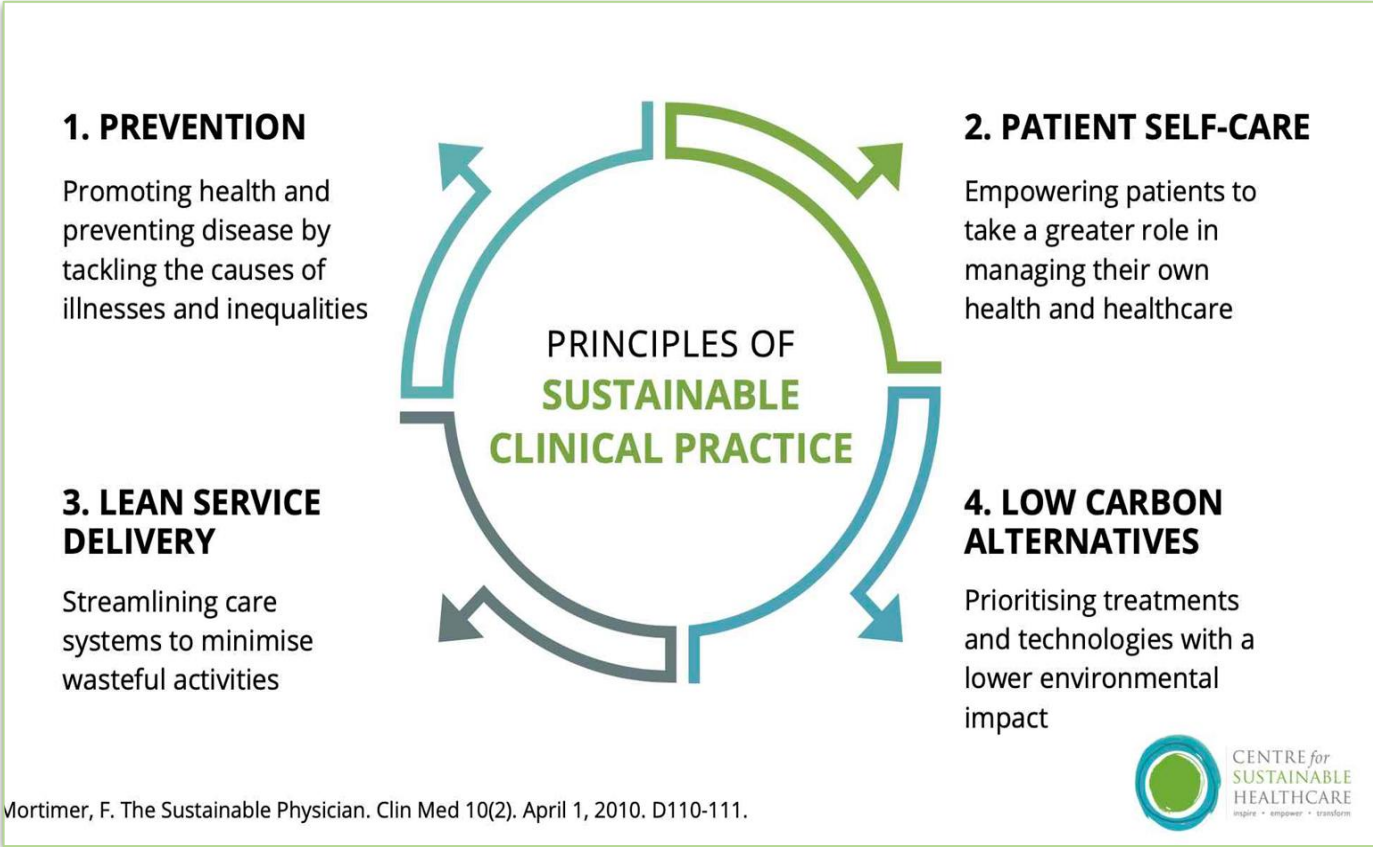 1. PREVENTION
Promoting health and
preventing disease by
tackling the causes of
illnesses and inequalities
2. PATIENT SELF-CARE
Empowering patients to
take a greater role in
managing their own
health and healthcare
PRINCIPLES OF
SUSTAINABLE
CLINICAL PRACTICE
3. LEAN SERVICE
DELIVERY
Streamlining care
systems to minimise
wasteful activities
4. LOW CARBON
ALTERNATIVES
Prioritising treatments
and technologies with a
lower environmental
impact
CENTRE for
SUSTAINABLE
HEALTHCARE
inspire • empower • transform
Mortimer, F. The Sustainable Physician. Clin Med 10(2). April 1, 2010. D110-111.